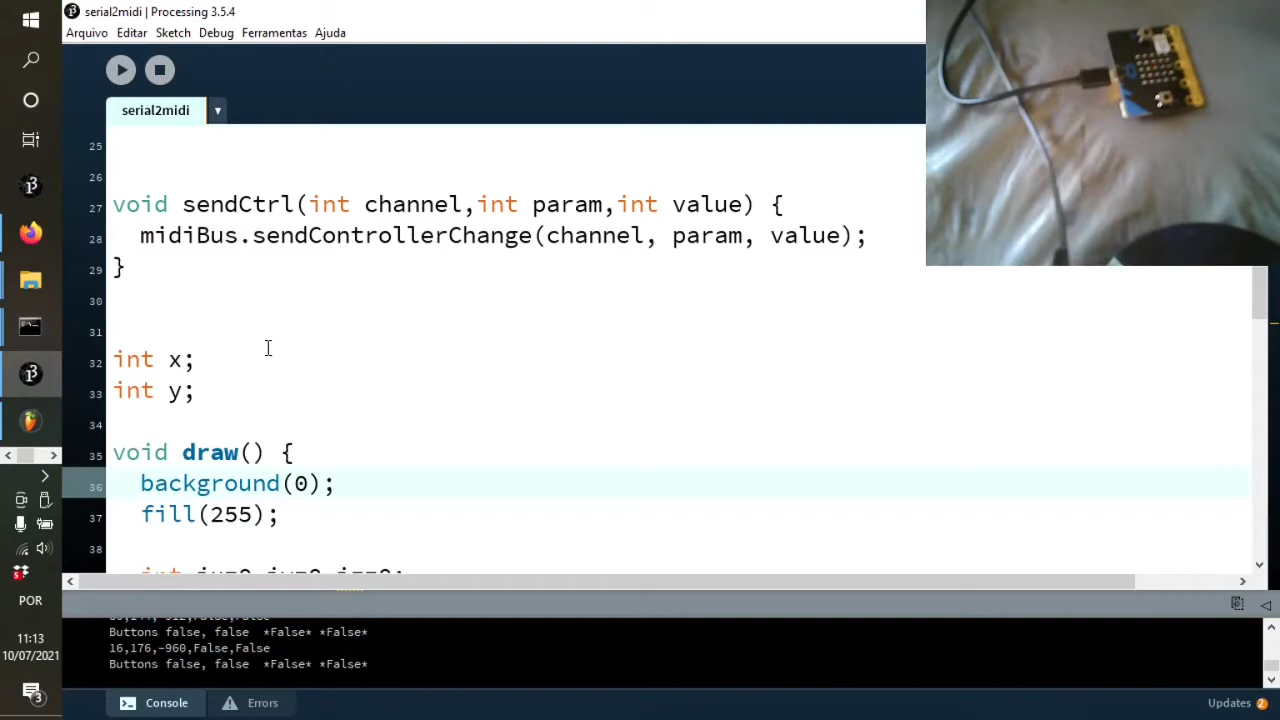 serial2midi | Processing 3.5.4
Arquivo Editar Sketch Debug Ferramentas Ajuda
serial2midi
25
26
27 void sendCtrl(int channel,int param,int value) {
28 midiBus.sendControllerChange(channel, param, value);
29 }
30
31
32 int x;
33 int y;
34
35 void draw() {
36 background(0);
37 fill(255);
38
Buttons false, false *False* *False*
16,176,-960,False,False
Buttons false, false *False* *False*
Console Errors Updates 2
POR
11:13
10/07/2021
3